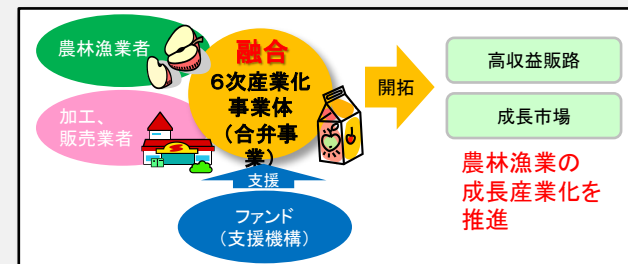 農林漁業者
加工、
販売業者
融合
6次産業化
事業体
(合弁事
業)
支援
ファンド
(支援機構)
開拓
高収益販路
成長市場
農林漁業の
成長産業化を
推進